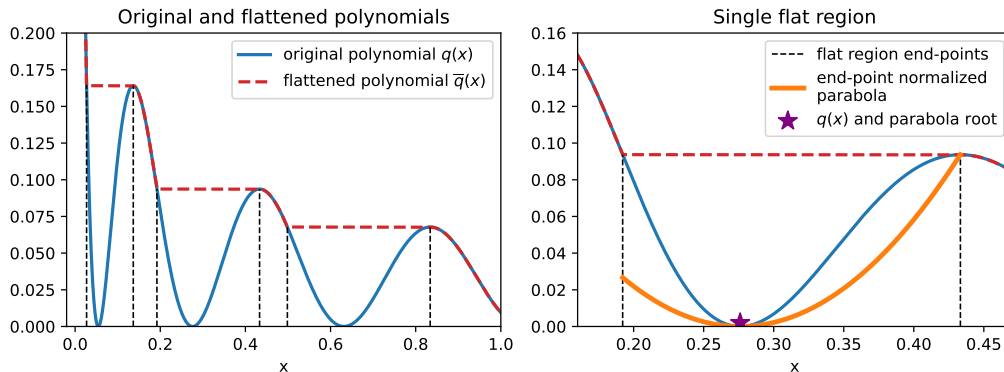 Original and flattened polynomials
0.200
0.175
0.150
0.125
0.100
0.075
0.050
0.025
0.000
original polynomial q(x)
flattened polynomial q̅(x)
0.0 0.2 0.4 0.6 0.8 1.0
x
Single flat region
0.16
0.14
0.12
0.10
0.08
0.06
0.04
0.02
0.00
flat region end-points
end-point normalized
parabola
q(x) and parabola root
0.20 0.25 0.30 0.35 0.40 0.45
x